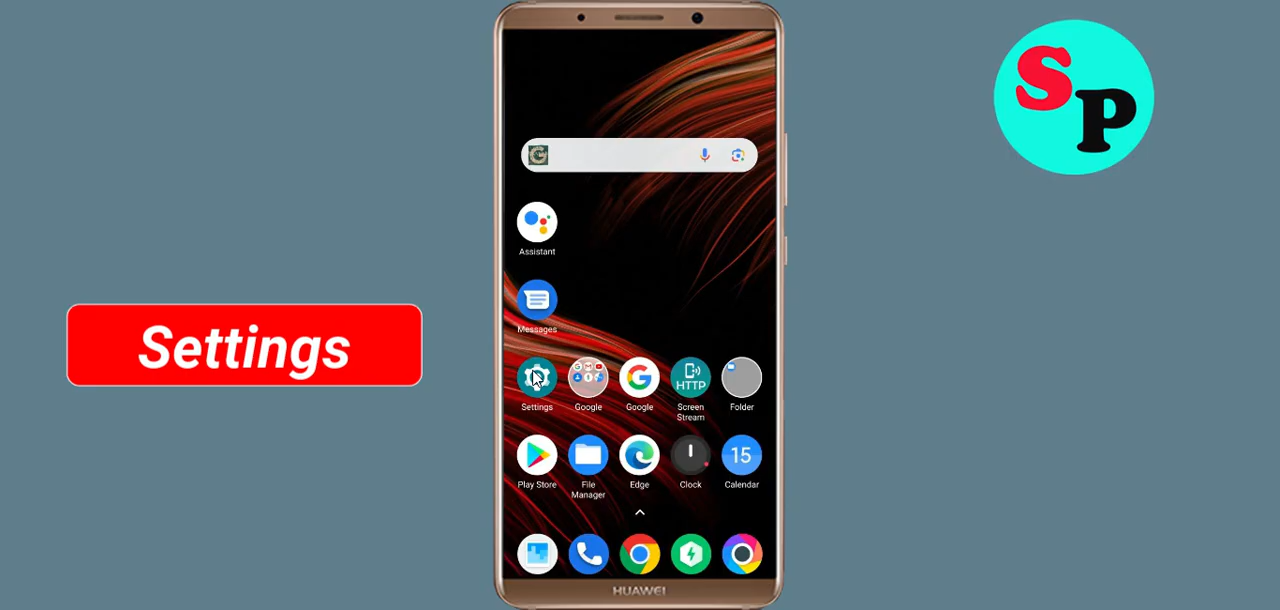 S
P
Assistant
Messages
Settings
Settings
Google
Google
HTTP
Screen
Stream
Folder
15
Play Store
File
Manager
Edge
Clock
Calendar
HUAWEI